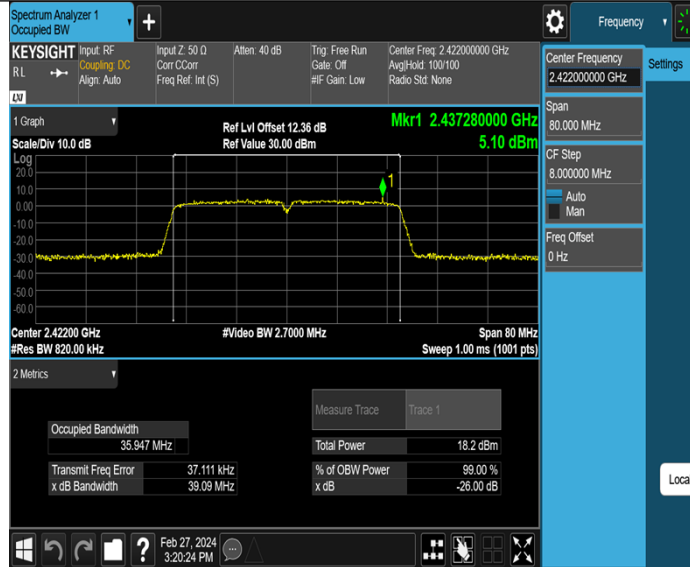 Spectrum Analyzer 1
Occupied BW
+
Frequency
KEYSIGHT
RL
LXI
Input: RF
Coupling: DC
Align: Auto
Input Z: 50 Ω
Corr CCorr
Freq Ref: Int (S)
Atten: 40 dB
Trig: Free Run
Gate: Off
#IF Gain: Low
Center Freq: 2.422000000 GHz
Avg|Hold: 100/100
Radio Std: None
Center Frequency
2.422000000 GHz
Settings
Span
80.000 MHz
CF Step
8.000000 MHz
Auto
Man
Freq Offset
0 Hz
1 Graph
Scale/Div 10.0 dB
Ref Lvl Offset 12.36 dB
Ref Value 30.00 dBm
Mkr1 2.437280000 GHz
5.10 dBm
Log
20.0
10.0
0.00
-10.0
-20.0
-30.0
-40.0
-50.0
-60.0
1
Center 2.42200 GHz
#Res BW 820.00 kHz
#Video BW 2.7000 MHz
Span 80 MHz
Sweep 1.00 ms (1001 pts)
2 Metrics
Measure Trace
Trace 1
Occupied Bandwidth
35.947 MHz
Total Power
18.2 dBm
Transmit Freq Error
37.111 kHz
% of OBW Power
99.00 %
x dB Bandwidth
39.09 MHz
x dB
-26.00 dB
Loca
?
Feb 27, 2024
3:20:24 PM